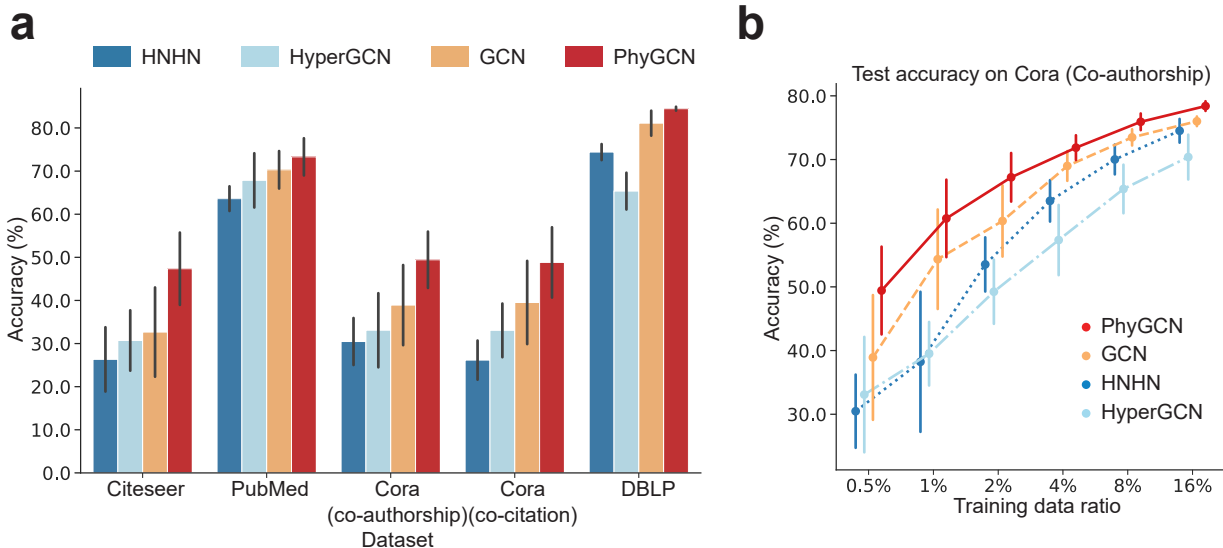 a
HNHN HyperGCN GCN PhyGCN
Accuracy (%)
80.0
70.0
60.0
50.0
40.0
30.0
20.0
10.0
0.0
Citeseer PubMed Cora Cora DBLP
(co-authorship)(co-citation)
Dataset
b
Test accuracy on Cora (Co-authorship)
Accuracy (%)
80.0
70.0
60.0
50.0
40.0
30.0
PhyGCN
GCN
HNHN
HyperGCN
0.5% 1% 2% 4% 8% 16%
Training data ratio